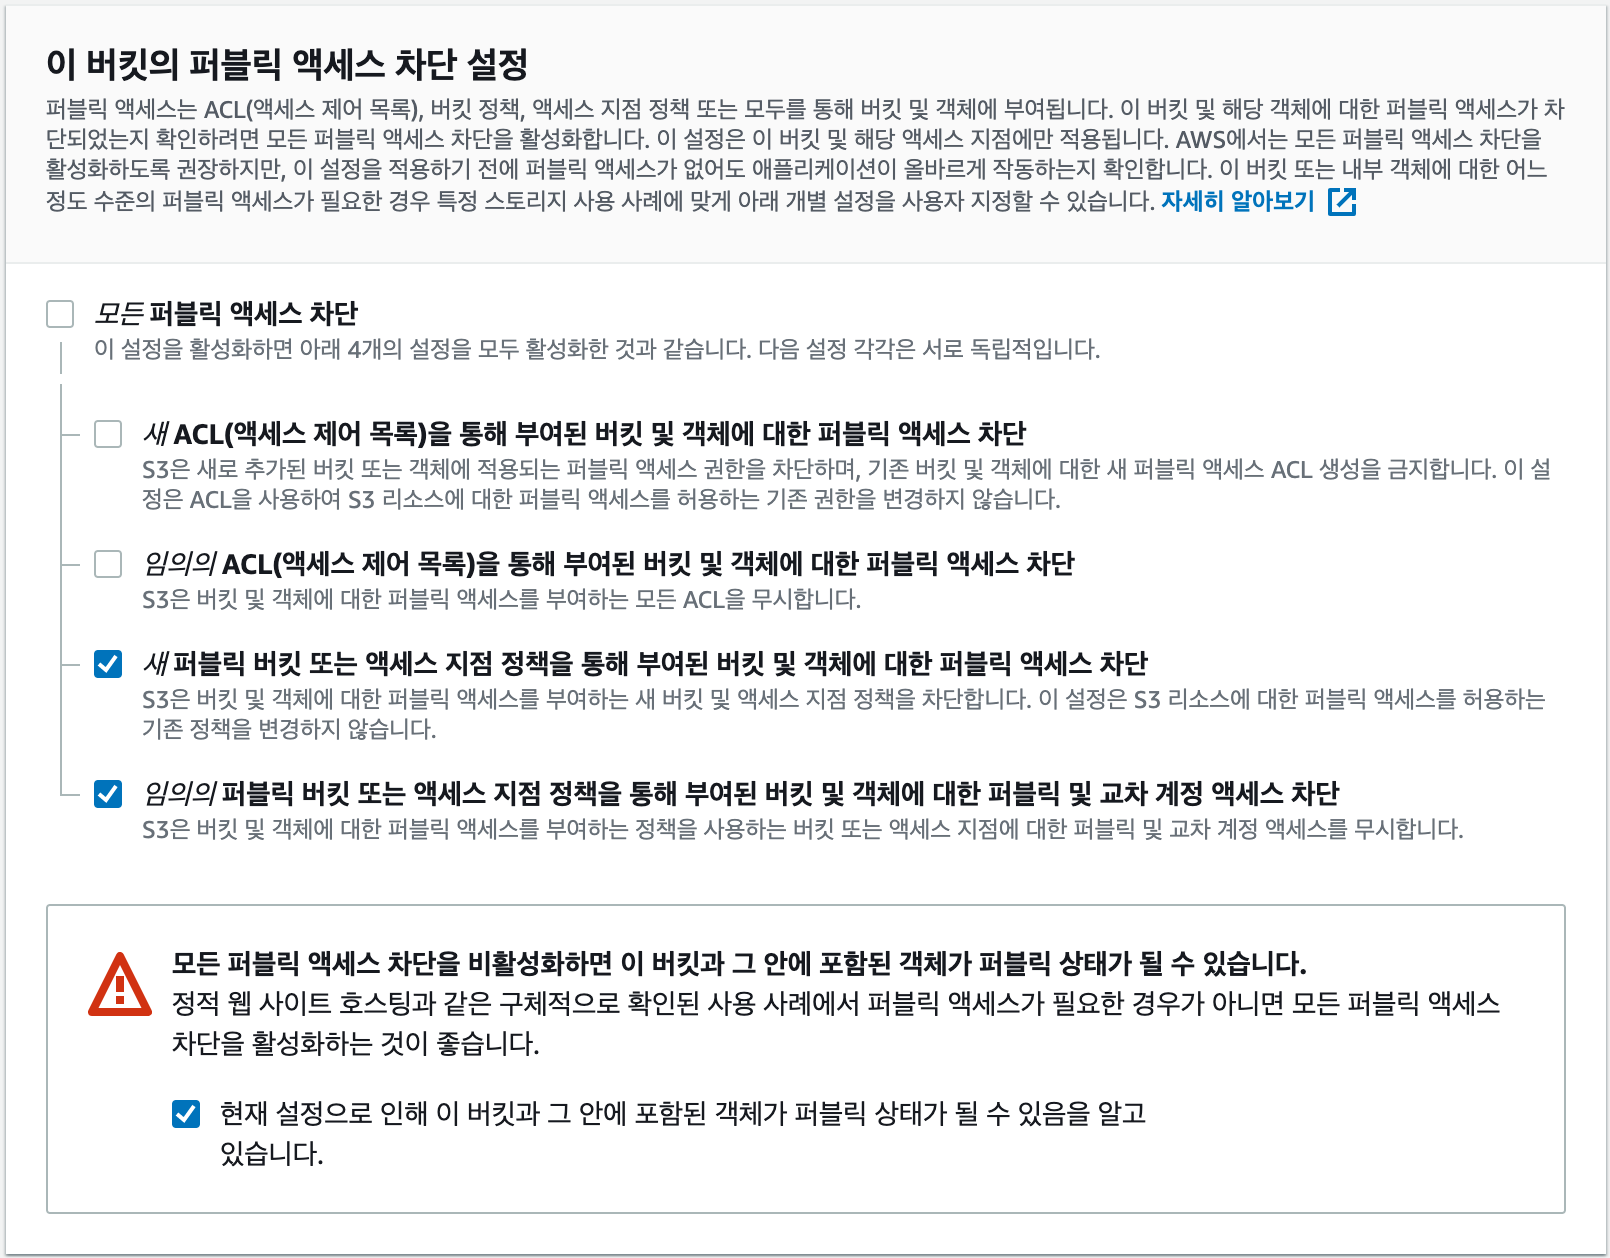 이 버킷의 퍼블릭 액세스 차단 설정
퍼블릭 액세스는 ACL(액세스 제어 목록), 버킷 정책, 액세스 지점 정책 또는 모두를 통해 버킷 및 객체에 부여됩니다. 이 버킷 및 해당 객체에 대한 퍼블릭 액세스가 차
단되었는지 확인하려면 모든 퍼블릭 액세스 차단을 활성화합니다. 이 설정은 이 버킷 및 해당 액세스 지점에만 적용됩니다. AWS에서는 모든 퍼블릭 액세스 차단을
활성화하도록 권장하지만, 이 설정을 적용하기 전에 퍼블릭 액세스가 없어도 애플리케이션이 올바르게 작동하는지 확인합니다. 이 버킷 또는 내부 객체에 대한 어느
정도 수준의 퍼블릭 액세스가 필요한 경우 특정 스토리지 사용 사례에 맞게 아래 개별 설정을 사용자 지정할 수 있습니다. 자세히 알아보기
모든 퍼블릭 액세스 차단
이 설정을 활성화하면 아래 4개의 설정을 모두 활성화한 것과 같습니다. 다음 설정 각각은 서로 독립적입니다.
새 ACL(액세스 제어 목록)을 통해 부여된 버킷 및 객체에 대한 퍼블릭 액세스 차단
S3은 새로 추가된 버킷 또는 객체에 적용되는 퍼블릭 액세스 권한을 차단하며, 기존 버킷 및 객체에 대한 새 퍼블릭 액세스 ACL 생성을 금지합니다. 이 설
정은 ACL을 사용하여 S3 리소스에 대한 퍼블릭 액세스를 허용하는 기존 권한을 변경하지 않습니다.
임의의 ACL(액세스 제어 목록)을 통해 부여된 버킷 및 객체에 대한 퍼블릭 액세스 차단
S3은 버킷 및 객체에 대한 퍼블릭 액세스를 부여하는 모든 ACL을 무시합니다.
새 퍼블릭 버킷 또는 액세스 지점 정책을 통해 부여된 버킷 및 객체에 대한 퍼블릭 액세스 차단
S3은 버킷 및 객체에 대한 퍼블릭 액세스를 부여하는 새 버킷 및 액세스 지점 정책을 차단합니다. 이 설정은 S3 리소스에 대한 퍼블릭 액세스를 허용하는
기존 정책을 변경하지 않습니다.
임의의 퍼블릭 버킷 또는 액세스 지점 정책을 통해 부여된 버킷 및 객체에 대한 퍼블릭 및 교차 계정 액세스 차단
S3은 버킷 및 객체에 대한 퍼블릭 액세스를 부여하는 정책을 사용하는 버킷 또는 액세스 지점에 대한 퍼블릭 및 교차 계정 액세스를 무시합니다.
모든 퍼블릭 액세스 차단을 비활성화하면 이 버킷과 그 안에 포함된 객체가 퍼블릭 상태가 될 수 있습니다.
정적 웹 사이트 호스팅과 같은 구체적으로 확인된 사용 사례에서 퍼블릭 액세스가 필요한 경우가 아니면 모든 퍼블릭 액세스
차단을 활성화하는 것이 좋습니다.
현재 설정으로 인해 이 버킷과 그 안에 포함된 객체가 퍼블릭 상태가 될 수 있음을 알고
있습니다.